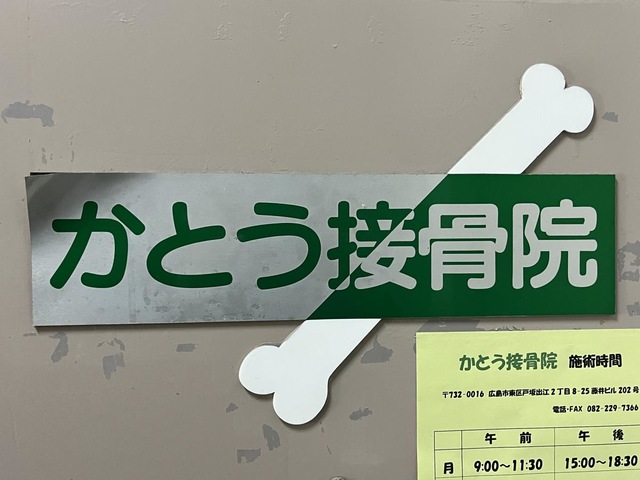 かとう接骨院
かとう接骨院 施術時間
〒732-0016 広島市東区戸坂出江2丁目8-25藤井ビル202号
電話・FAX 082-229-7366
午前 午後
月 9:00～11:30 15:00～18:30